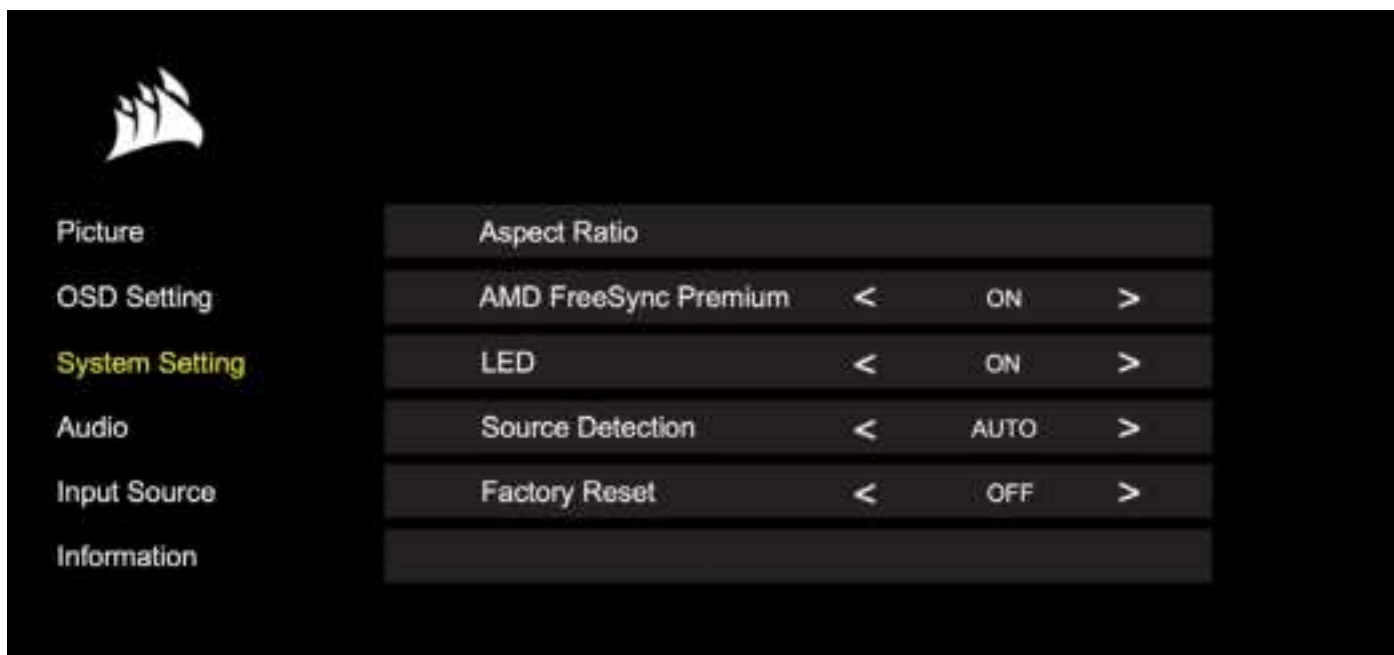 Picture
Aspect Ratio
OSD Setting
AMD FreeSync Premium < ON >
System Setting
LED < ON >
Audio
Source Detection < AUTO >
Input Source
Factory Reset < OFF >
Information